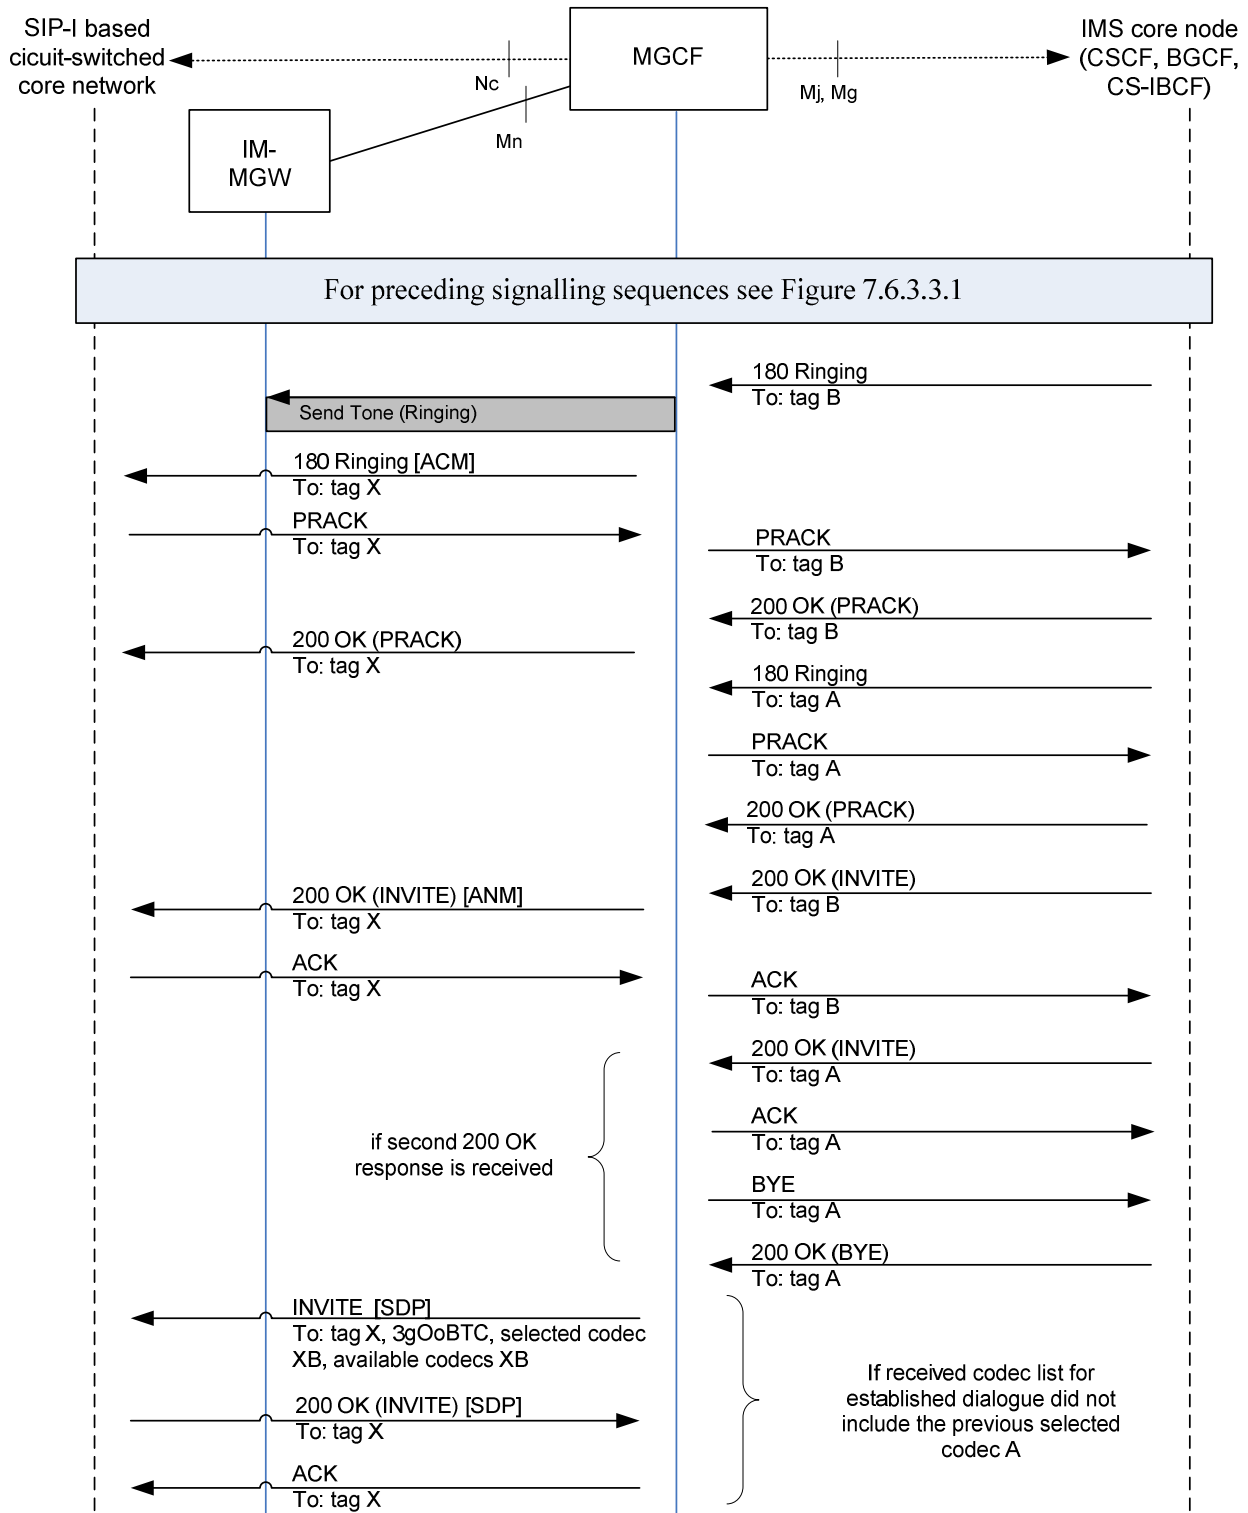 SIP-I based
cicuit-switched
core network
MGCF
IMS core node
(CSCF, BGCF,
CS-IBCF)
Nc
Mn
Mj, Mg
IM-
MGW
For preceding signalling sequences see Figure 7.6.3.3.1
180 Ringing
To: tag B
Send Tone (Ringing)
180 Ringing [ACM]
To: tag X
PRACK
To: tag X
PRACK
To: tag B
200 OK (PRACK)
To: tag B
200 OK (PRACK)
To: tag X
180 Ringing
To: tag A
PRACK
To: tag A
200 OK (PRACK)
To: tag A
200 OK (INVITE)
To: tag B
200 OK (INVITE) [ANM]
To: tag X
ACK
To: tag X
ACK
To: tag B
200 OK (INVITE)
To: tag A
ACK
To: tag A
if second 200 OK
response is received
BYE
To: tag A
200 OK (BYE)
To: tag A
INVITE [SDP]
To: tag X, 3gOoBTC, selected codec
XB, available codecs XB
If received codec list for
established dialogue did not
include the previous selected
codec A
200 OK (INVITE) [SDP]
To: tag X
ACK
To: tag X